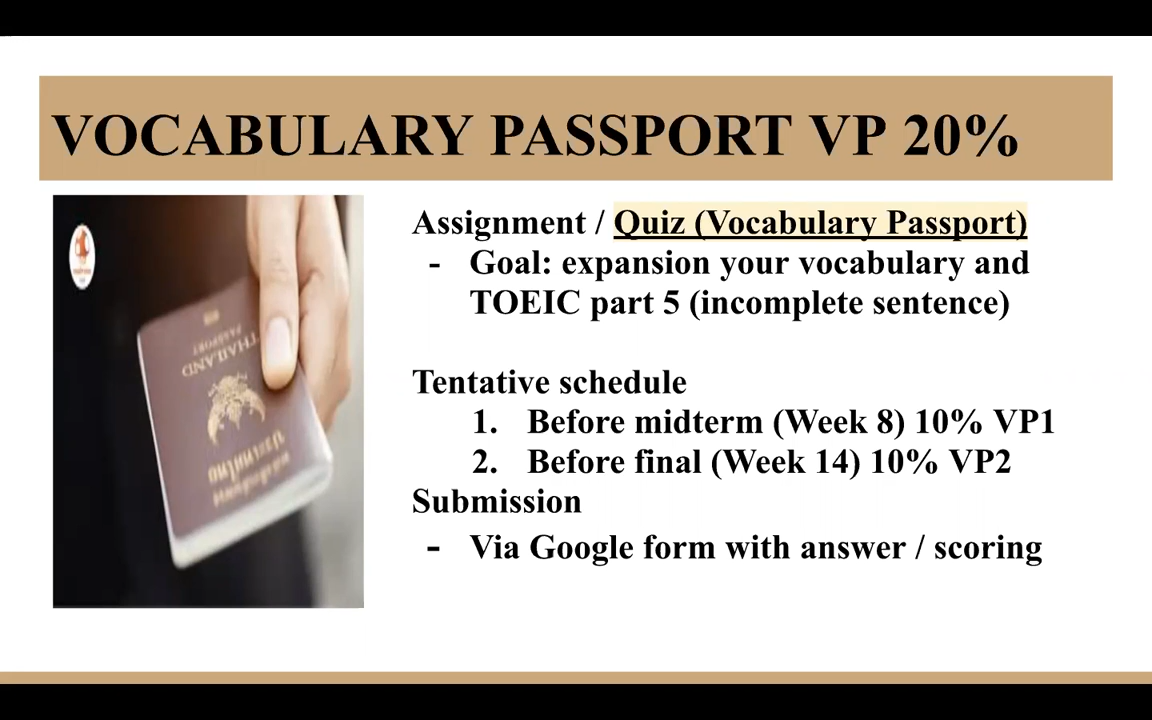 VOCABULARY PASSPORT VP 20%
THAILAND
PASSPORT
Assignment / Quiz (Vocabulary Passport)
- Goal: expansion your vocabulary and
TOEIC part 5 (incomplete sentence)
Tentative schedule
1. Before midterm (Week 8) 10% VP1
2. Before final (Week 14) 10% VP2
Submission
- Via Google form with answer / scoring